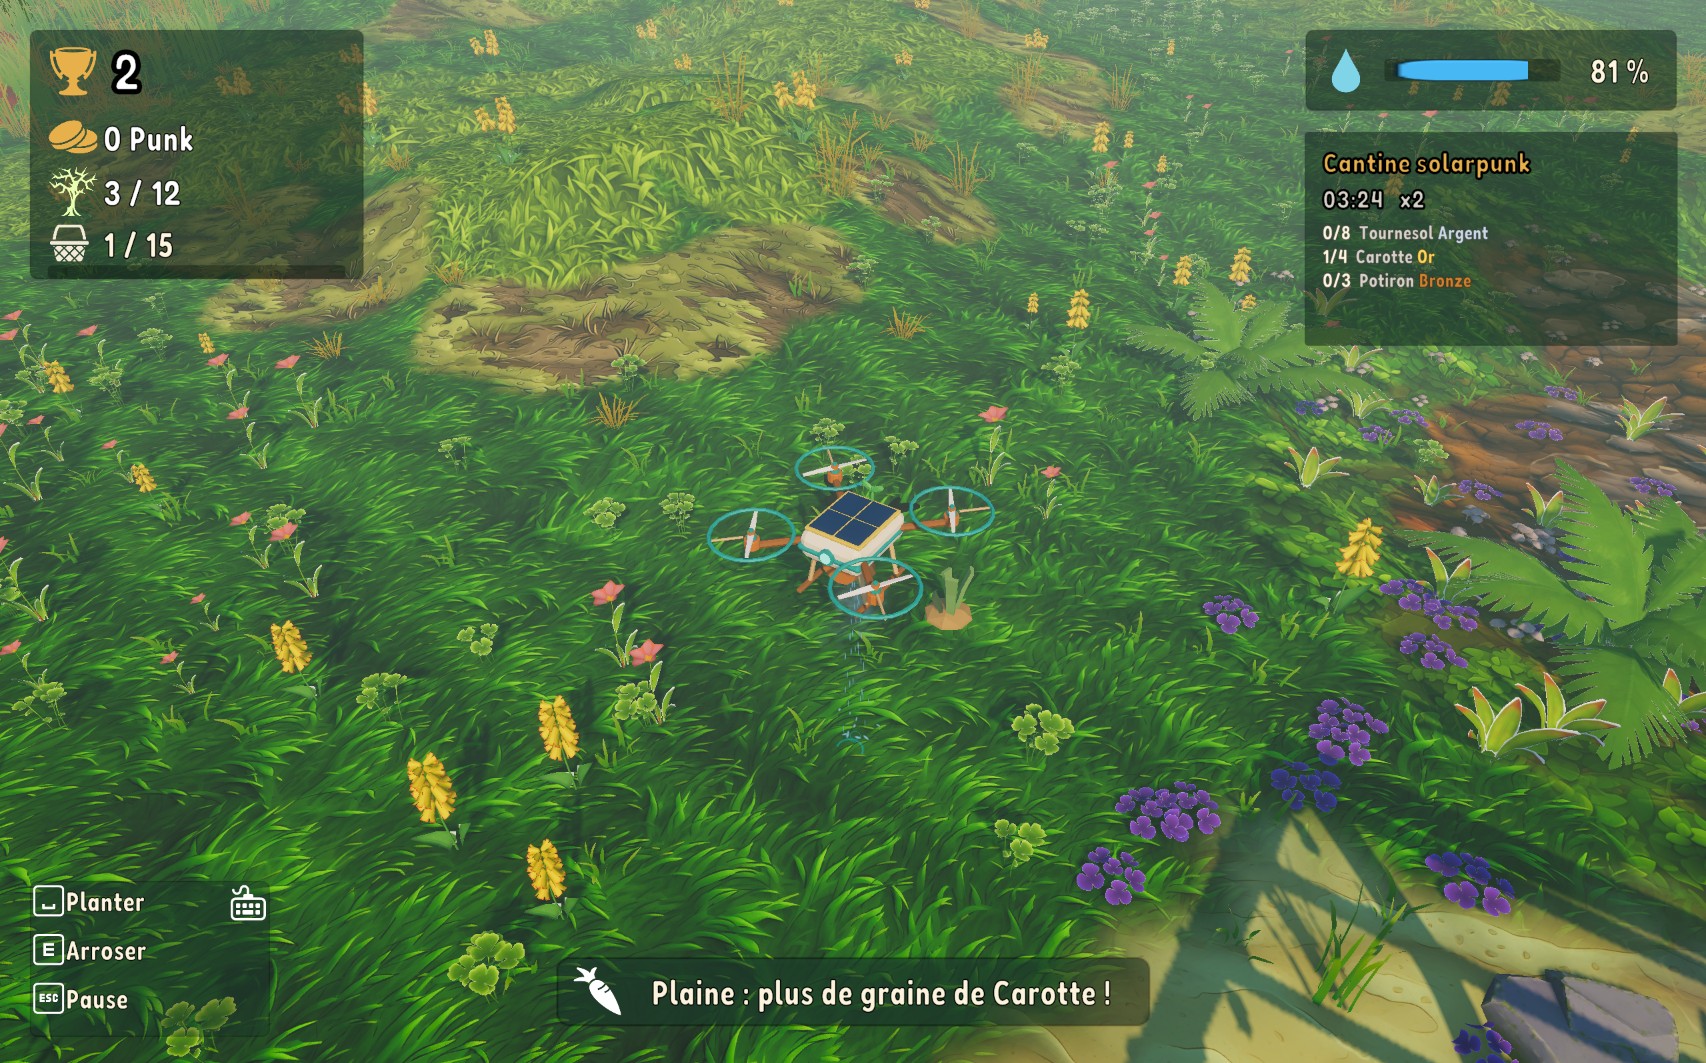 2
0 Punk
3 / 12
1 / 15
81 %
Cantine solarpunk
03:24 x2
0/8 Tournesol Argent
1/4 Carotte Or
0/3 Potiron Bronze
Planter
E Arroser
ESC Pause
Plaine : plus de graine de Carotte !